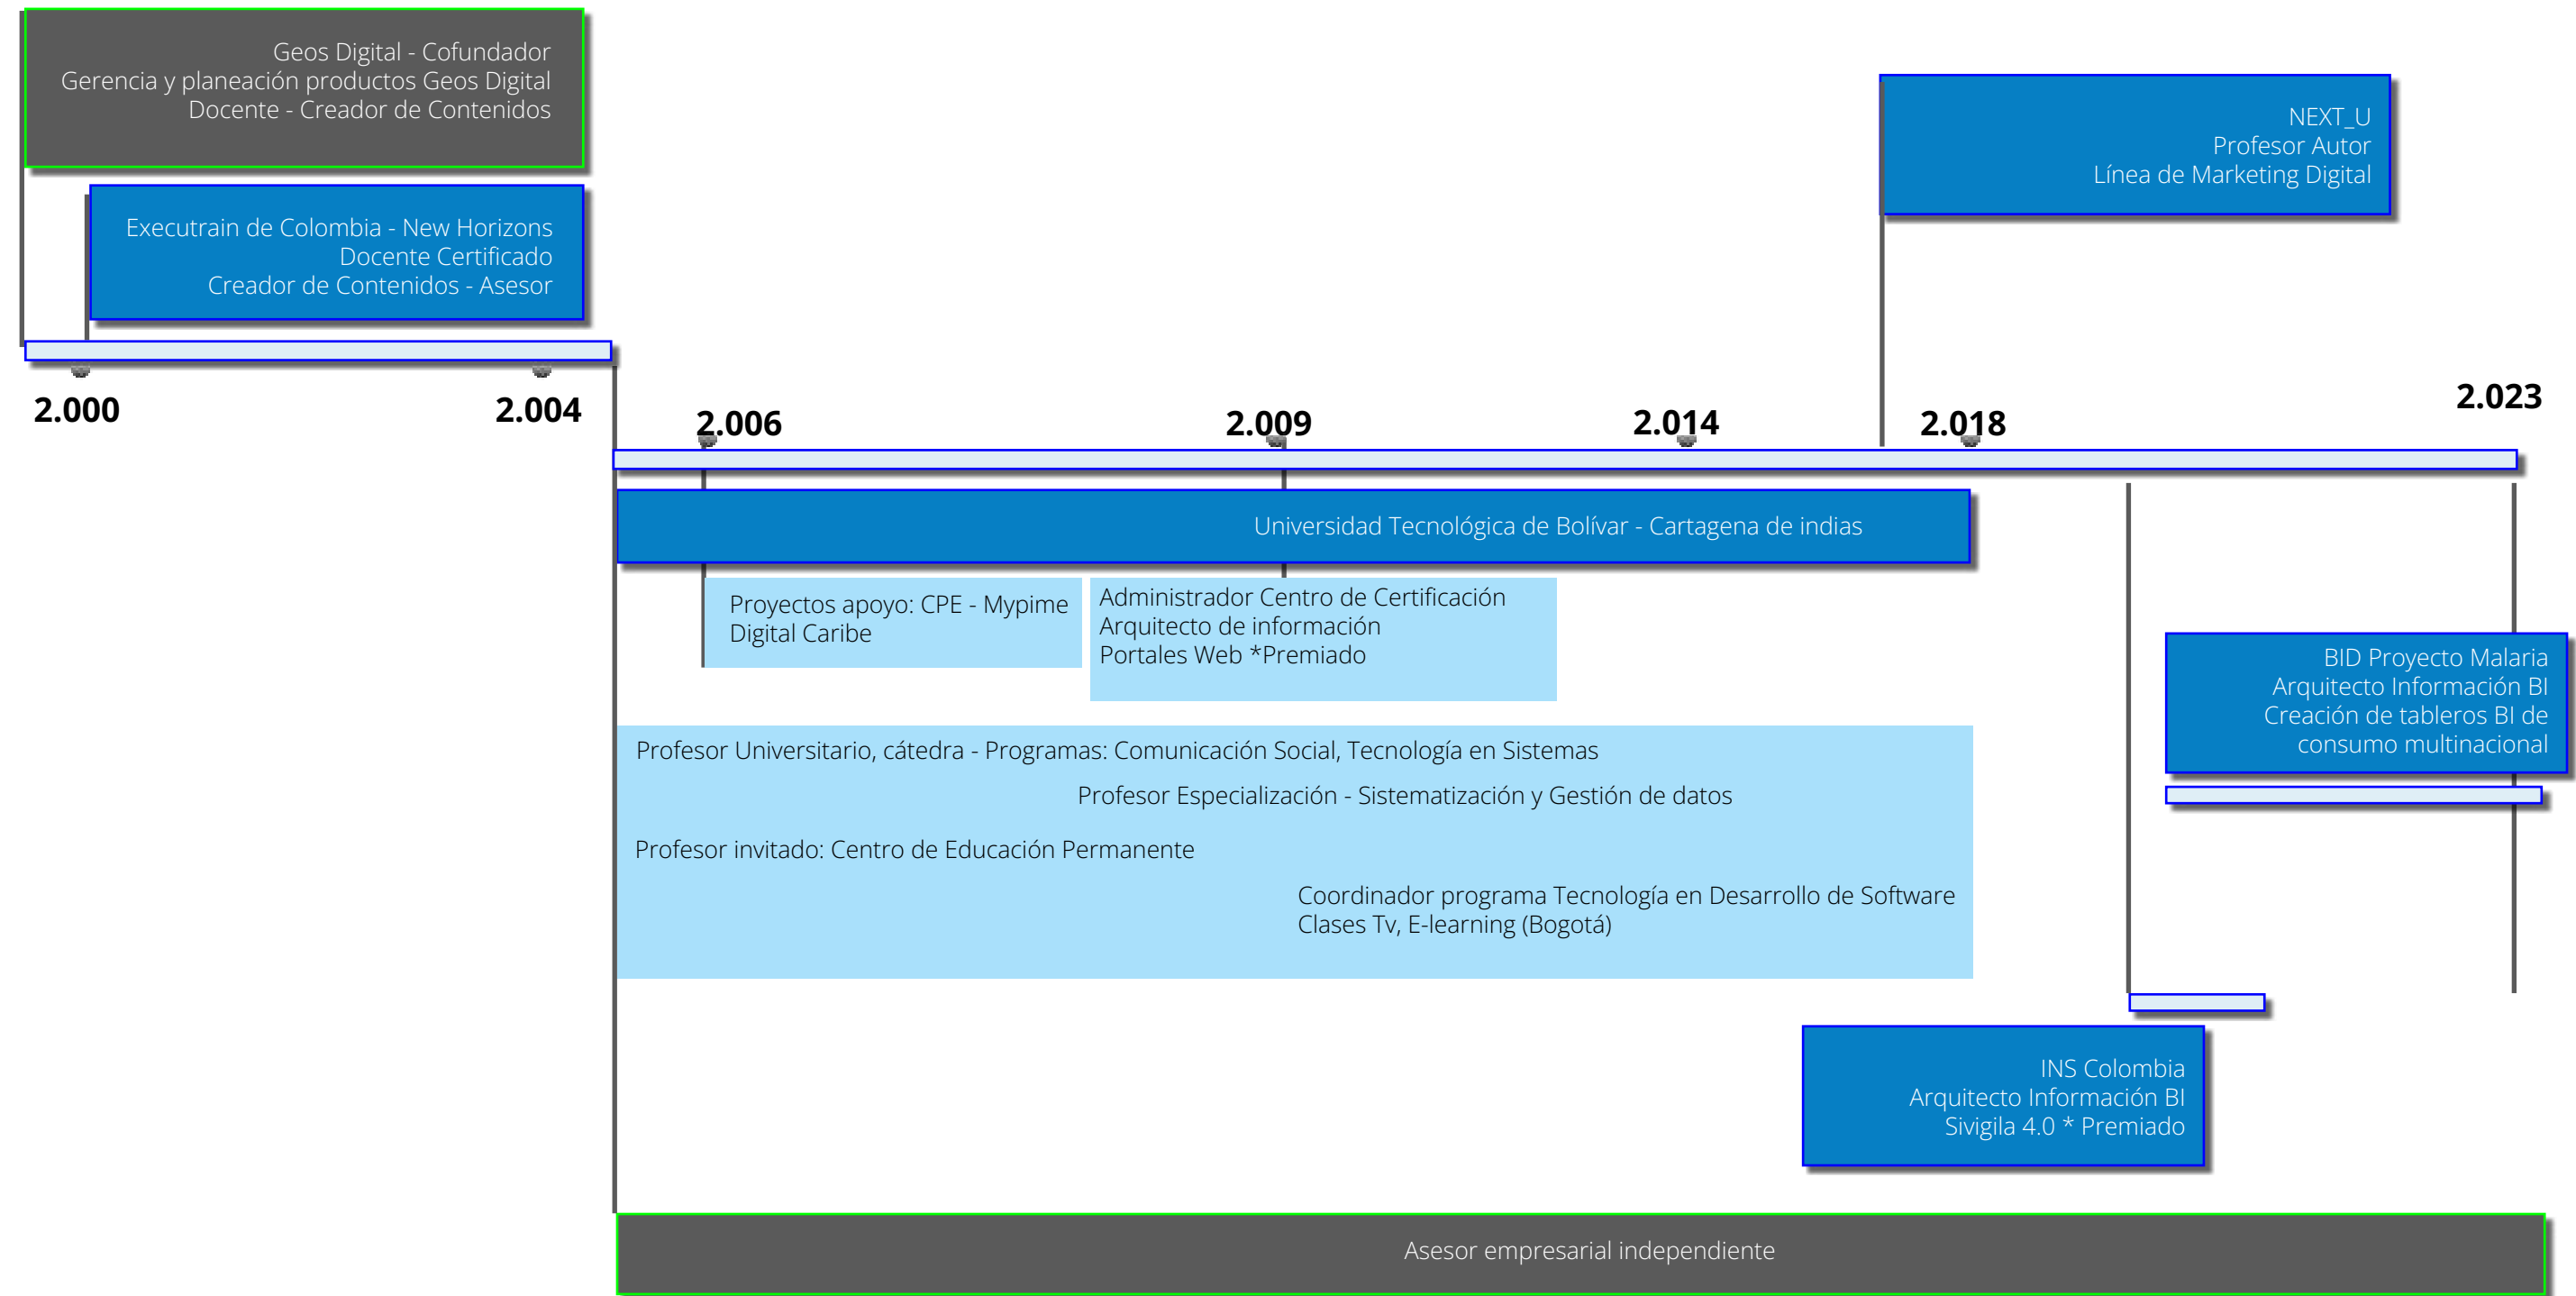 Geos Digital - Cofundador
Gerencia y planeación productos Geos Digital
Docente - Creador de Contenidos
NEXT_U
Profesor Autor
Línea de Marketing Digital
Executrain de Colombia - New Horizons
Docente Certificado
Creador de Contenidos - Asesor
2.000
2.004
2.006
2.009
2.014
2.018
2.023
Universidad Tecnológica de Bolívar - Cartagena de indias
Proyectos apoyo: CPE - Mypime
Digital Caribe
Administrador Centro de Certificación
Arquitecto de información
Portales Web *Premiado
BID Proyecto Malaria
Arquitecto Información BI
Creación de tableros BI de
consumo multinacional
Profesor Universitario, cátedra - Programas: Comunicación Social, Tecnología en Sistemas
Profesor Especialización - Sistematización y Gestión de datos
Profesor invitado: Centro de Educación Permanente
Coordinador programa Tecnología en Desarrollo de Software
Clases Tv, E-learning (Bogotá)
INS Colombia
Arquitecto Información BI
Sivigila 4.0 * Premiado
Asesor empresarial independiente